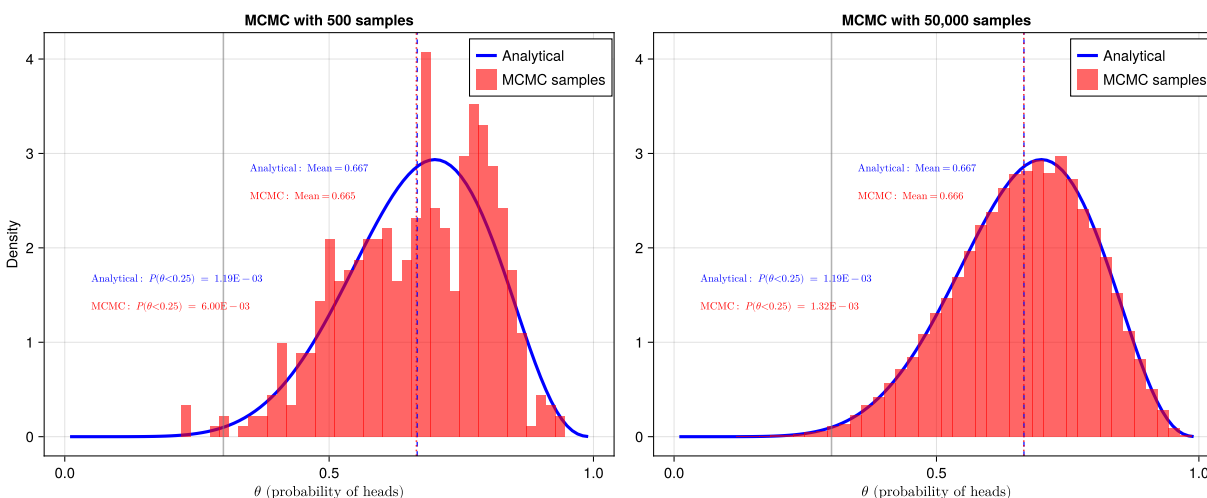 MCMC with 500 samples
4
3
2
1
0
Density
Analytical
MCMC samples
Analytical: Mean=0.667
MCMC: Mean=0.665
Analytical: P(θ<0.25) = 1.19E−03
MCMC: P(θ<0.25) = 6.00E−03
0.0
0.5
1.0
θ (probability of heads)
MCMC with 50,000 samples
4
3
2
1
0
Analytical
MCMC samples
Analytical: Mean=0.667
MCMC: Mean=0.666
Analytical: P(θ<0.25) = 1.19E−03
MCMC: P(θ<0.25) = 1.32E−03
0.0
0.5
1.0
θ (probability of heads)